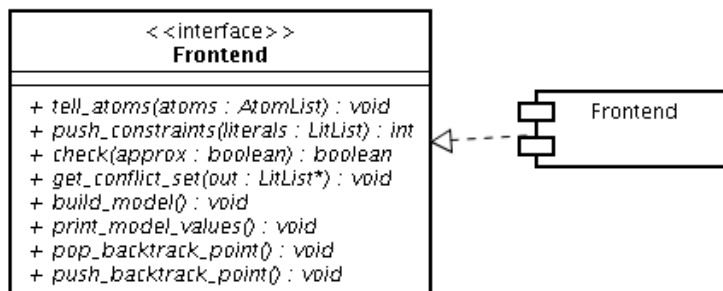 <<interface>>
Frontend
+ tell_atoms(atoms : AtomList) : void
+ push_constraints(literals : LitList) : int
+ check(approx : boolean) : boolean
+ get_conflict_set(out : LitList*) : void
+ build_model() : void
+ print_model_values() : void
+ pop_backtrack_point() : void
+ push_backtrack_point() : void
Frontend